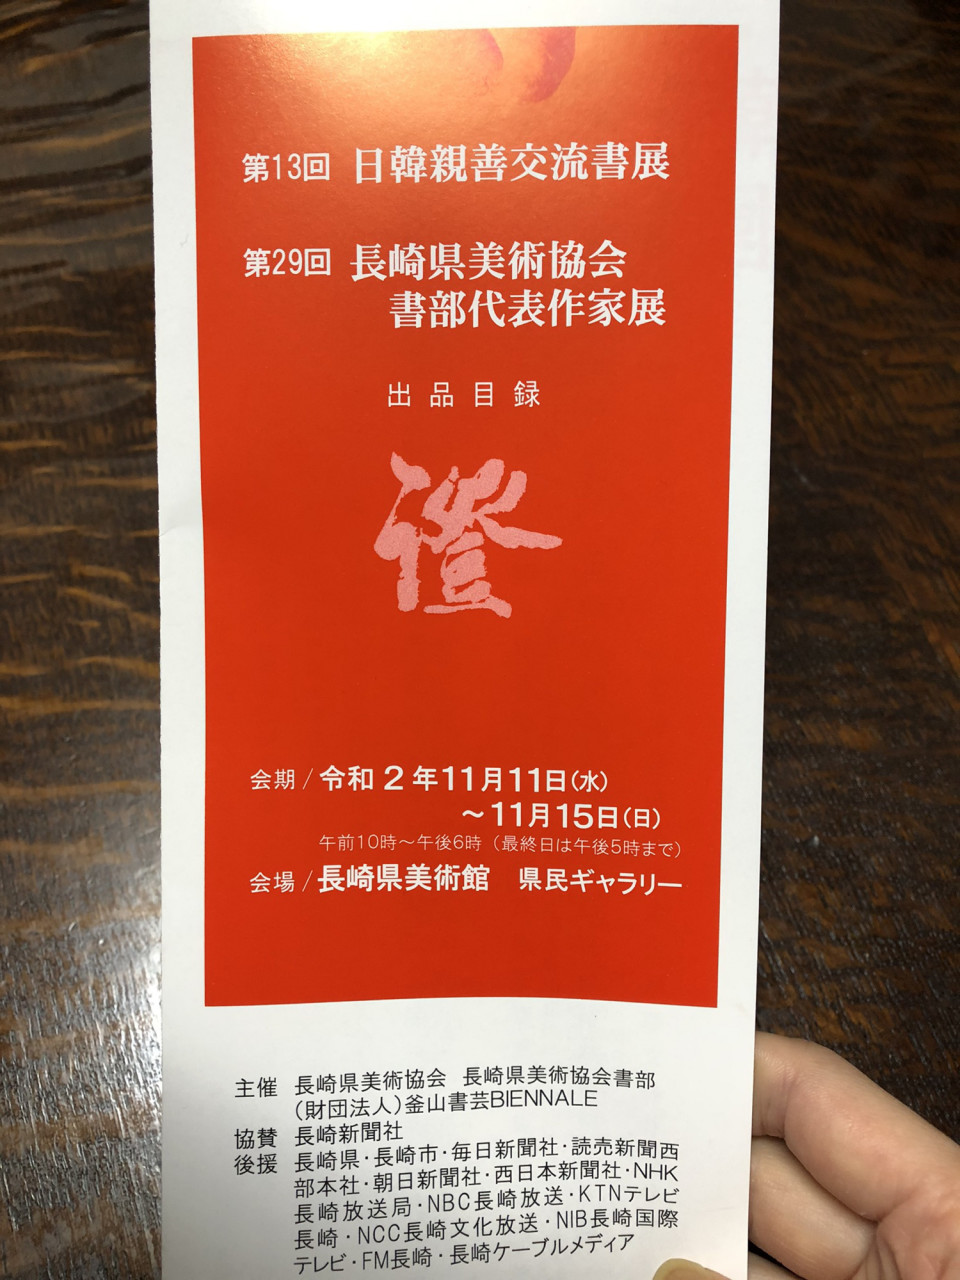 第13回 日韓親善交流書展
第29回 長崎県美術協会
書部代表作家展
出品目録
澄
会期/令和2年11月11日(水)
～11月15日(日)
午前10時～午後6時（最終日は午後5時まで）
会場/長崎県美術館 県民ギャラリー
主催 長崎県美術協会 長崎県美術協会書部
(財団法人)釜山書芸BIENNALE
協賛 長崎新聞社
後援 長崎県・長崎市・毎日新聞社・読売新聞西
部本社・朝日新聞社・西日本新聞社・NHK
長崎放送局・NBC長崎放送・KTNテレビ
長崎・NCC長崎文化放送・NIB長崎国際
テレビ・FM長崎・長崎ケーブルメディア